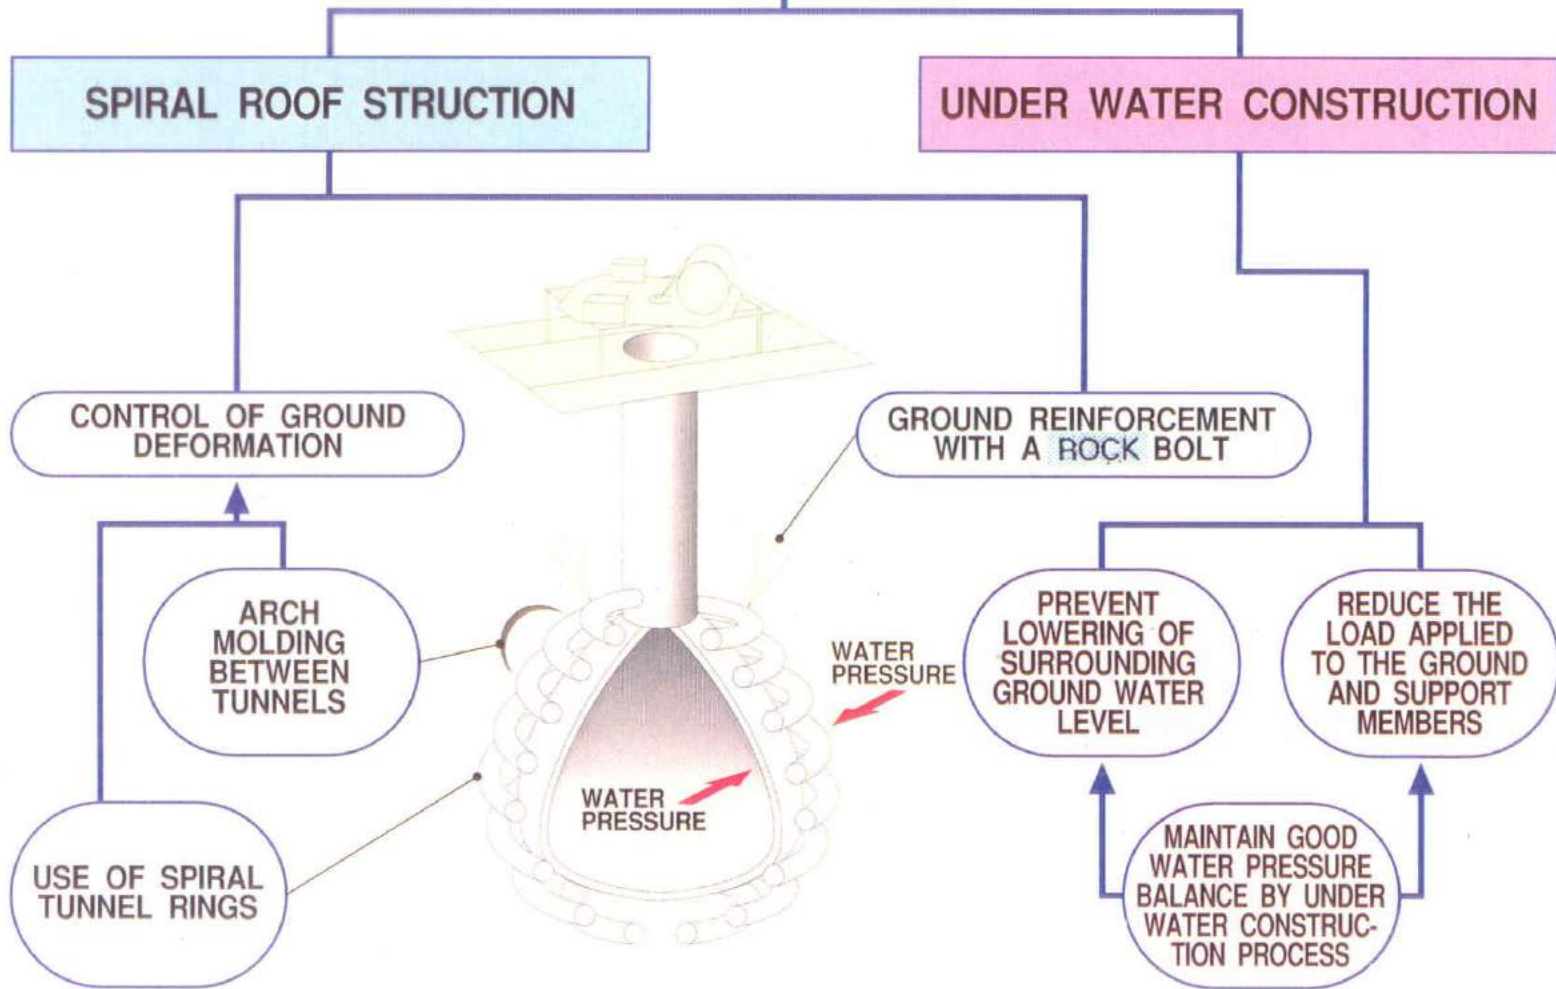 SPIRAL ROOF STRUCTION
UNDER WATER CONSTRUCTION
CONTROL OF GROUND
DEFORMATION
GROUND REINFORCEMENT
WITH A ROCK BOLT
ARCH
MOLDING
BETWEEN
TUNNELS
WATER
PRESSURE
PREVENT
LOWERING OF
SURROUNDING
GROUND WATER
LEVEL
REDUCE THE
LOAD APPLIED
TO THE GROUND
AND SUPPORT
MEMBERS
WATER
PRESSURE
USE OF SPIRAL
TUNNEL RINGS
MAINTAIN GOOD
WATER PRESSURE
BALANCE BY UNDER
WATER CONSTRUC-
TION PROCESS